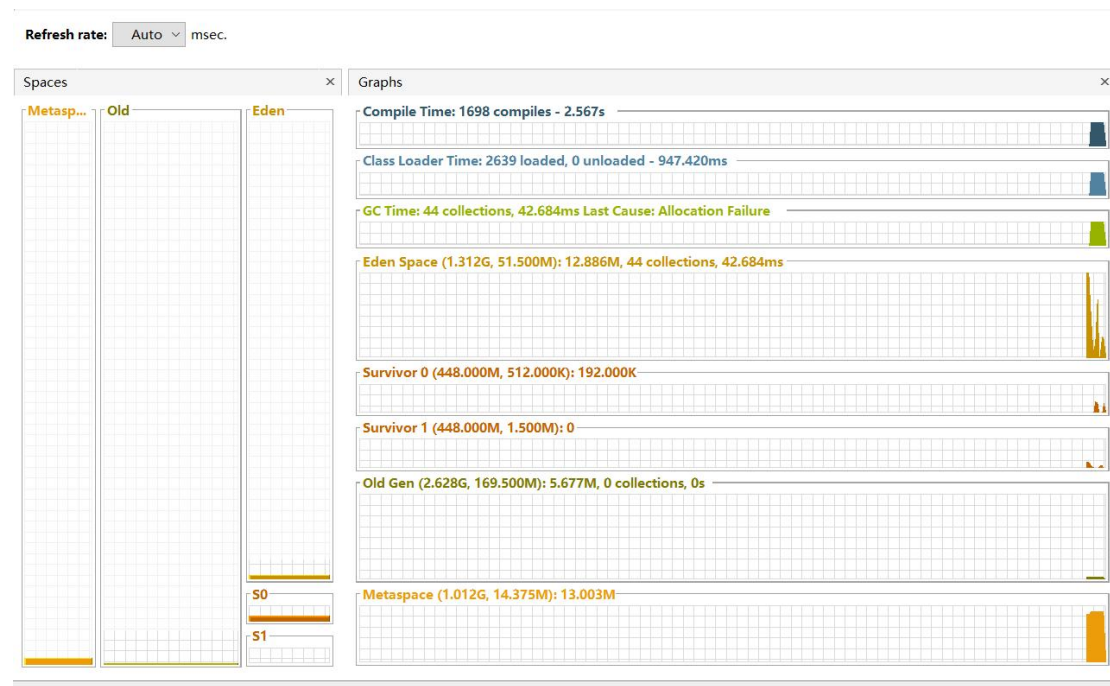 Refresh rate: Auto msec.
Spaces ×
Graphs ×
Metasp...
Old
Eden
S0
S1
Compile Time: 1698 compiles - 2.567s
Class Loader Time: 2639 loaded, 0 unloaded - 947.420ms
GC Time: 44 collections, 42.684ms Last Cause: Allocation Failure
Eden Space (1.312G, 51.500M): 12.886M, 44 collections, 42.684ms
Survivor 0 (448.000M, 512.000K): 192.000K
Survivor 1 (448.000M, 1.500M): 0
Old Gen (2.628G, 169.500M): 5.677M, 0 collections, 0s
Metaspace (1.012G, 14.375M): 13.003M